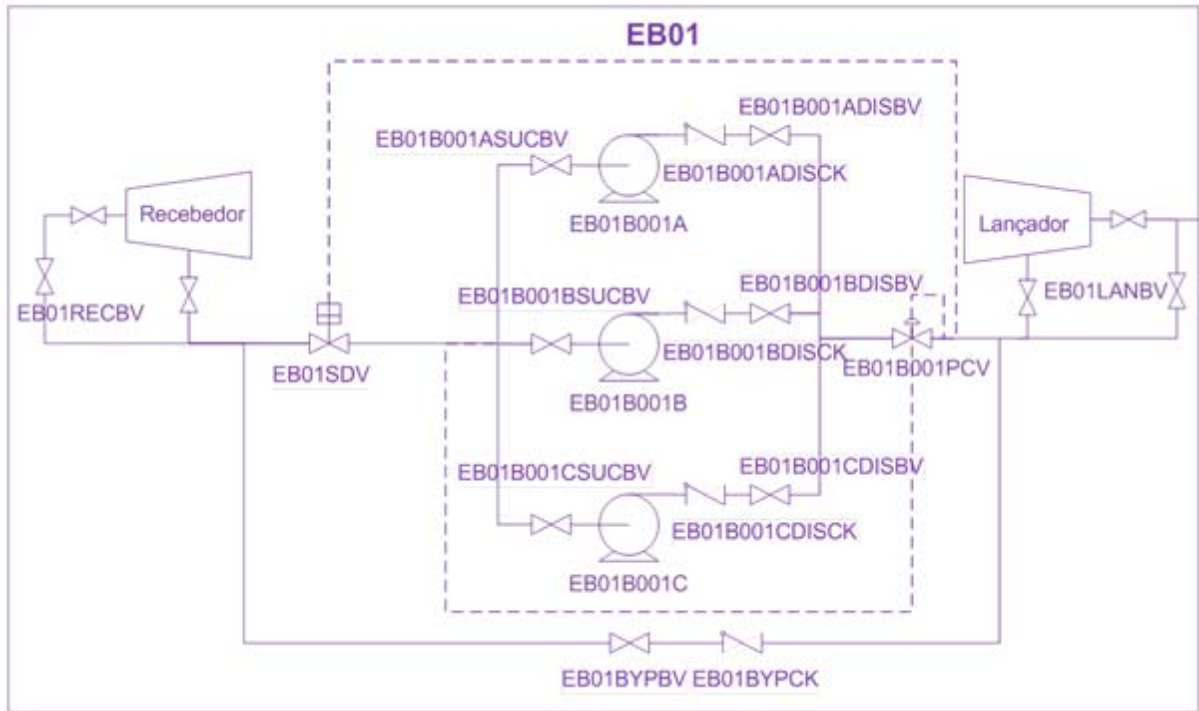 EB01
EB01B001ADISBV
EB01B001ASUCBV
EB01B001ADISCK
Recebedor
EB01B001A
Lançador
EB01B001BDISBV
EB01B001BSUCBV
EB01LANBV
EB01RECBV
EB01B001BDISCK
EB01B001PCV
EB01SDV
EB01B001B
EB01B001CDISBV
EB01B001CSUCBV
EB01B001CDISCK
EB01B001C
EB01BYPBV EB01BYPCK